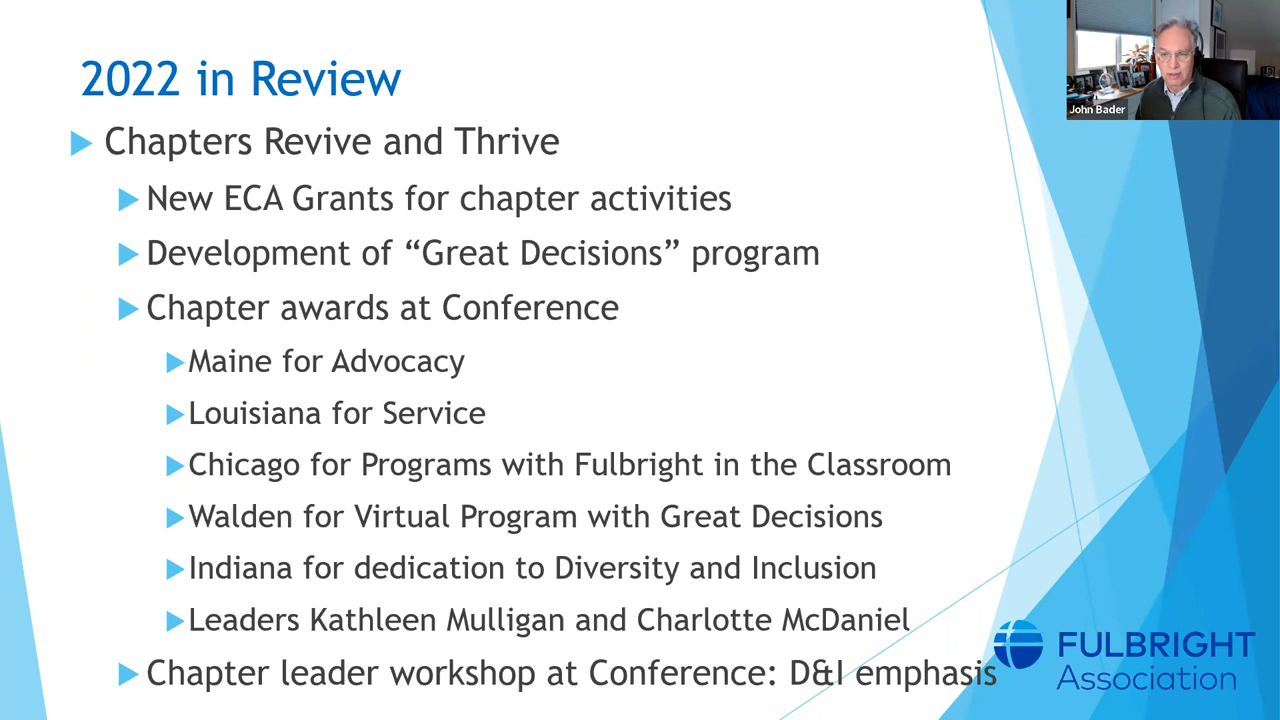 2022 in Review
Chapters Revive and Thrive
New ECA Grants for chapter activities
Development of “Great Decisions” program
Chapter awards at Conference
Maine for Advocacy
Louisiana for Service
Chicago for Programs with Fulbright in the Classroom
Walden for Virtual Program with Great Decisions
Indiana for dedication to Diversity and Inclusion
Leaders Kathleen Mulligan and Charlotte McDaniel
Chapter leader workshop at Conference: D&I emphasis
John Bader
FULBRIGHT
Association